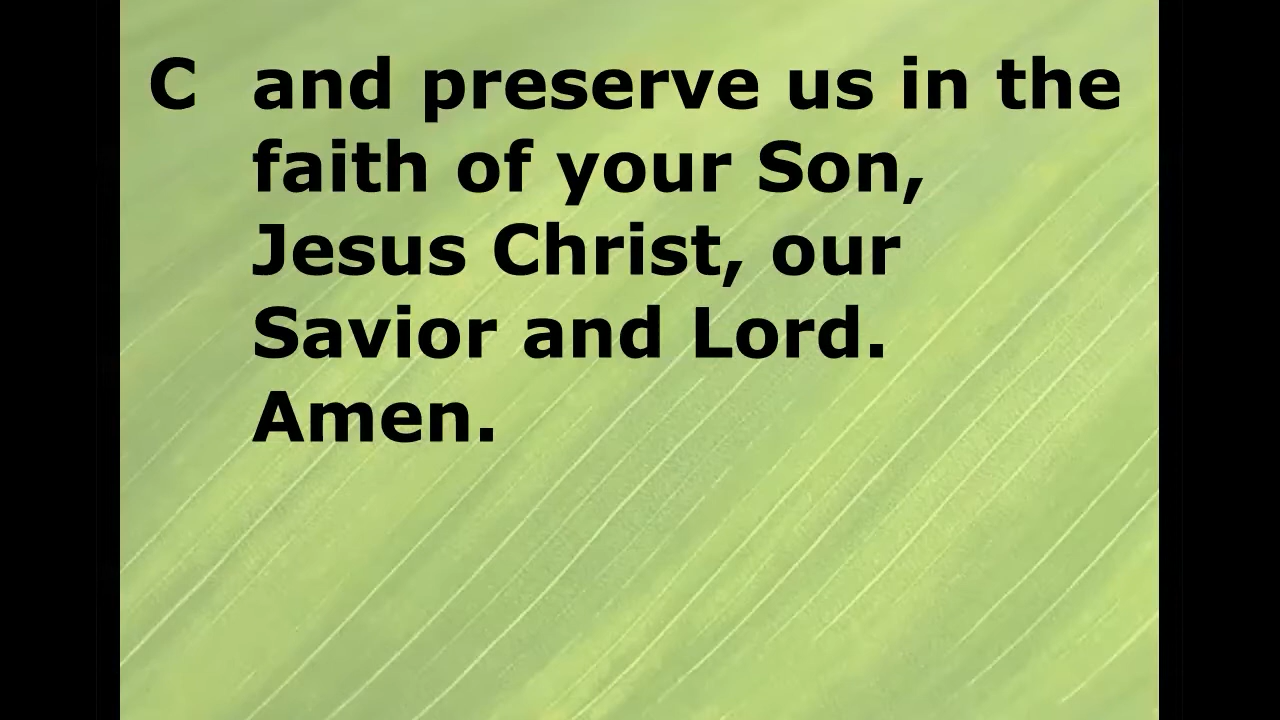 C and preserve us in the
faith of your Son,
Jesus Christ, our
Savior and Lord.
Amen.